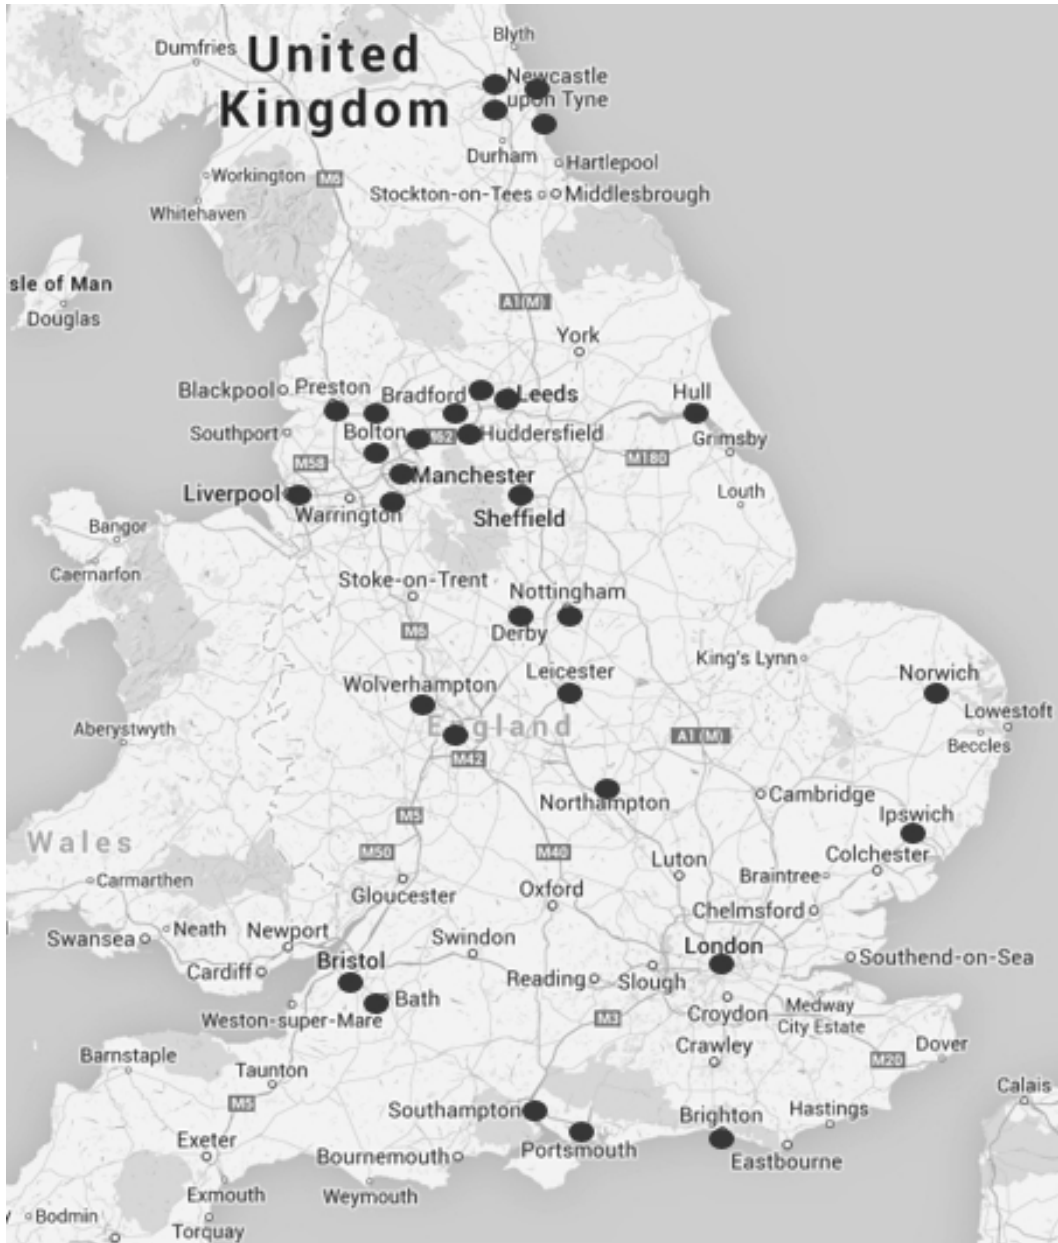 Blyth
Dumfries
United
Kingdom
Newcastle
upon Tyne
Durham
Hartlepool
Workington
M6
Stockton-on-Tees
Middlesbrough
Whitehaven
sle of Man
Douglas
A1(M)
York
Blackpool
Preston
Bradford
Leeds
Hull
Southport
Bolton
M62
Huddersfield
Grimsby
M58
M180
Manchester
Liverpool
Warrington
Sheffield
Louth
Bangor
Caernarfon
Stoke-on-Trent
Nottingham
M6
Derby
King's Lynn
Leicester
Norwich
Wolverhampton
Lowestoft
England
Aberystwyth
A1 (M)
Beccles
M42
Northampton
Cambridge
M5
Ipswich
Wales
M50
M40
Luton
Colchester
Carmarthen
Gloucester
Oxford
Braintree
Chelmsford
Neath
Newport
Swansea
Swindon
London
Southend-on-Sea
Bristol
Cardiff
Reading
Slough
Bath
Medway
City Estate
Croydon
Weston-super-Mare
M3
Crawley
Dover
Barnstaple
M20
Taunton
Calais
M5
Southampton
Brighton
Hastings
Exeter
Portsmouth
Bournemouth
Eastbourne
Exmouth
Weymouth
Bodmin
Torquay